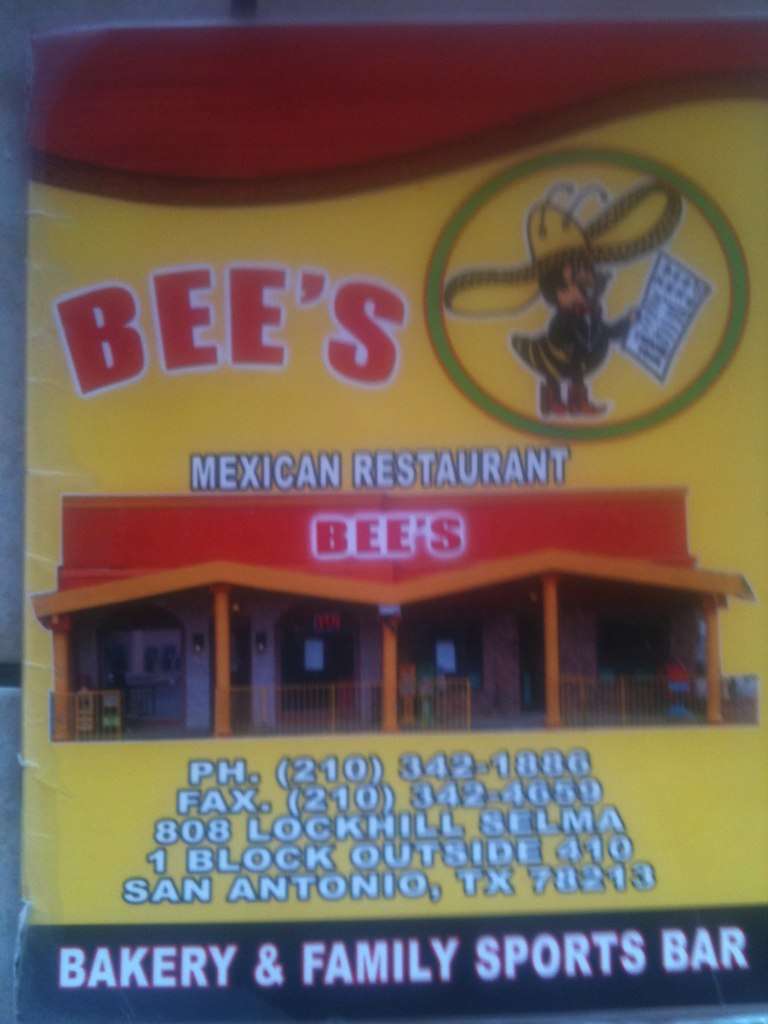 BEE'S
MEXICAN RESTAURANT
BEE'S
PH. (210) 342-1886
FAX. (210) 342-4659
808 LOCKHILL SELMA
1 BLOCK OUTSIDE 410
SAN ANTONIO, TX 78213
BAKERY & FAMILY SPORTS BAR